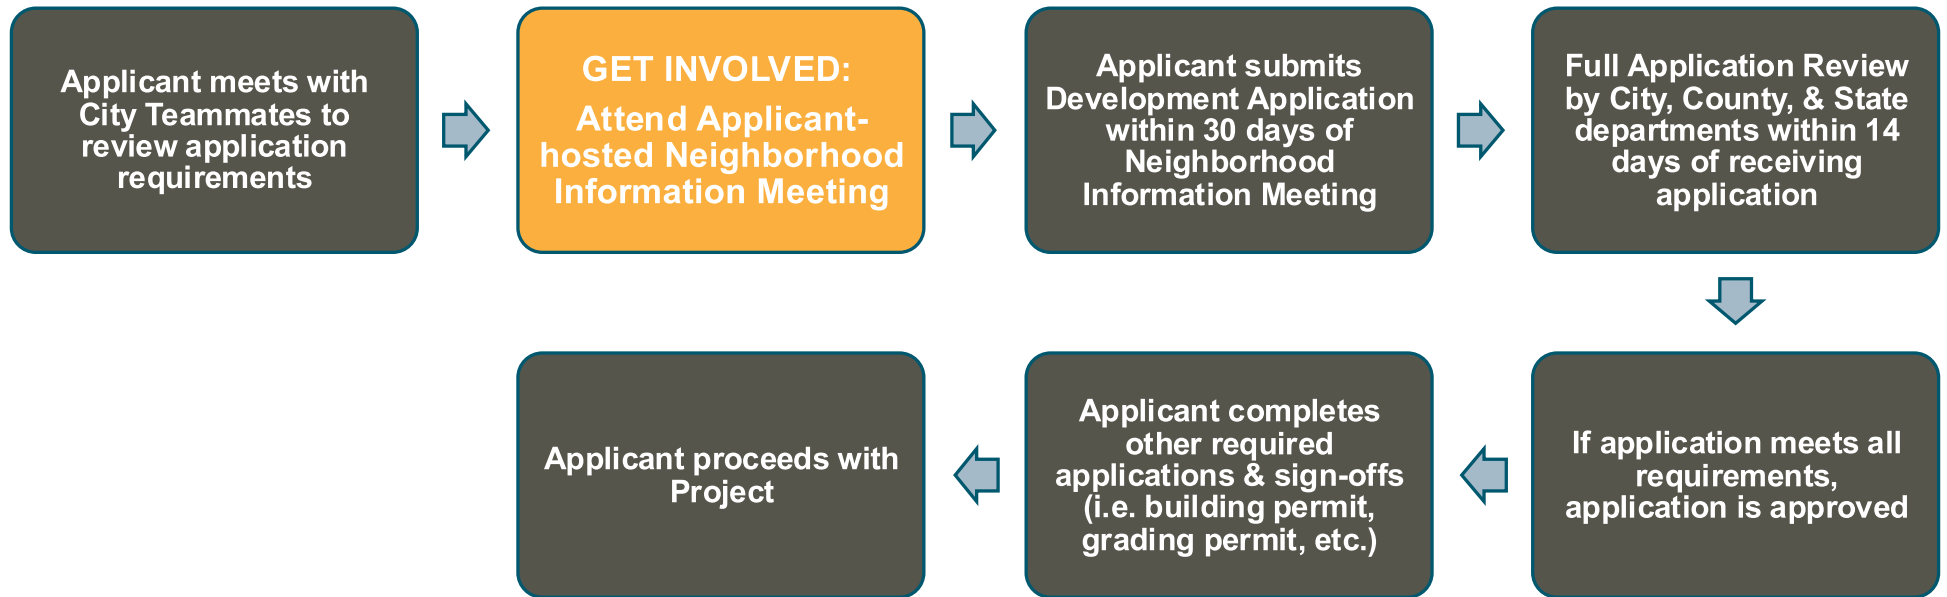 Applicant meets with
City Teammates to
review application
requirements
GET INVOLVED:
Attend Applicant-
hosted Neighborhood
Information Meeting
Applicant submits
Development Application
within 30 days of
Neighborhood
Information Meeting
Full Application Review
by City, County, & State
departments within 14
days of receiving
application
If application meets all
requirements,
application is approved
Applicant completes
other required
applications & sign-offs
(i.e. building permit,
grading permit, etc.)
Applicant proceeds with
Project